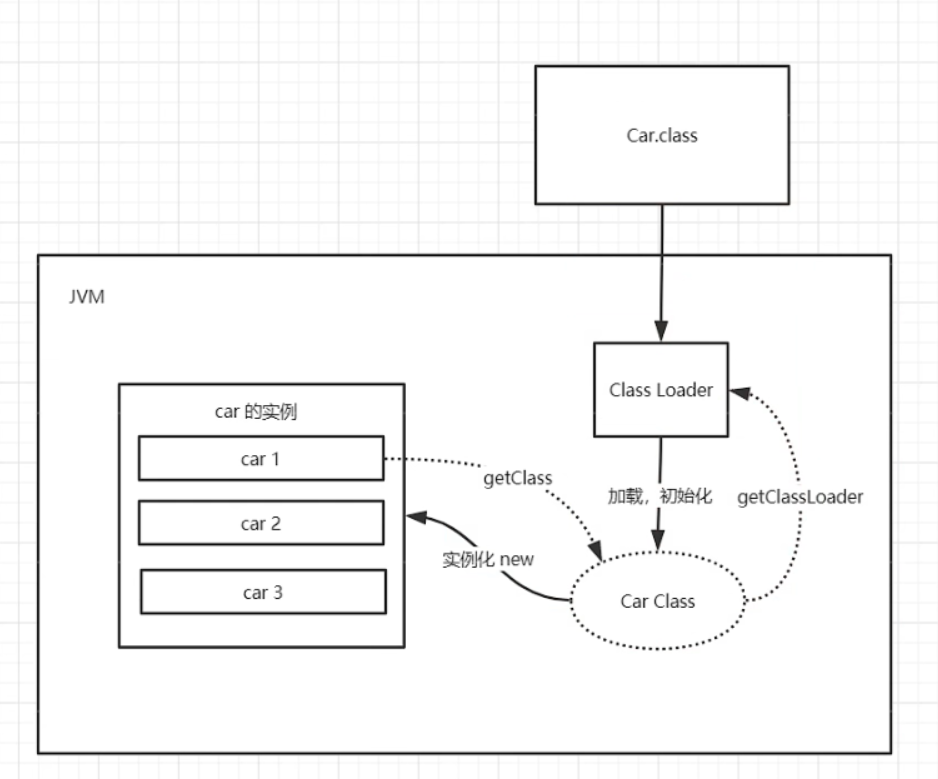 Car.class
JVM
Class Loader
car 的实例
car 1
getClass
加载，初始化
getClassLoader
car 2
实例化 new
car 3
Car Class